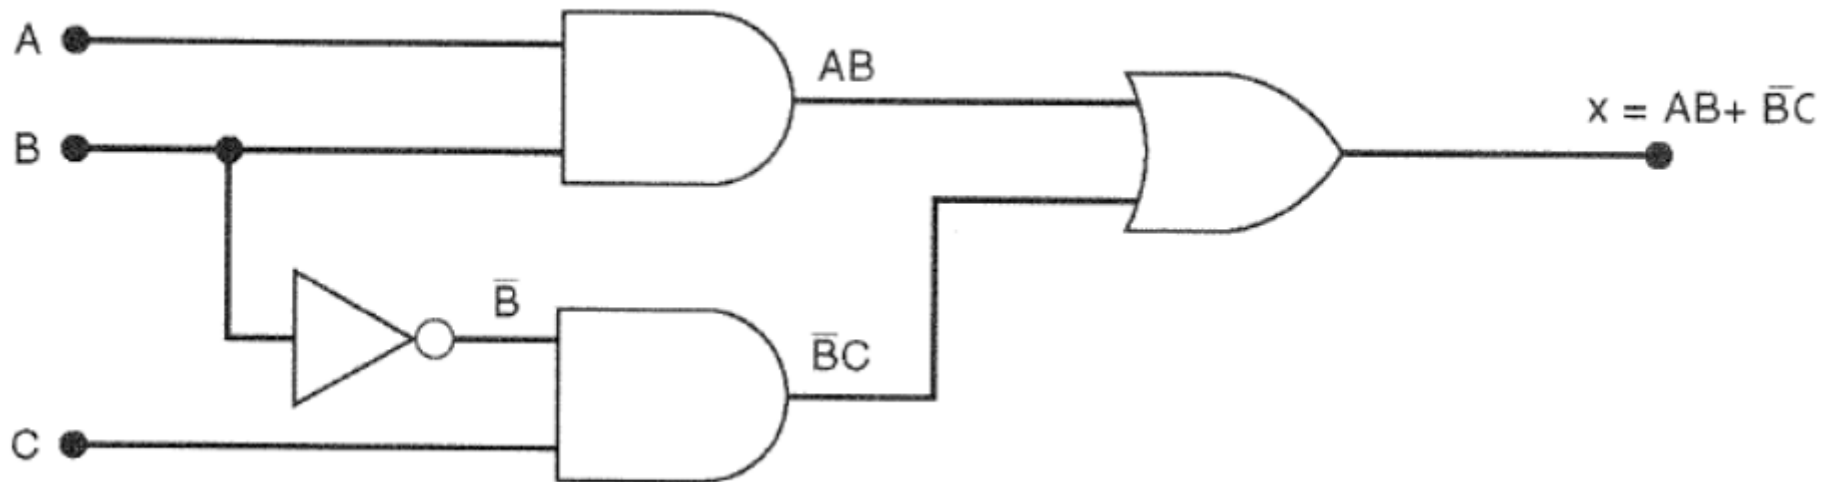 A
AB
x = AB+ B̅C
B
B̅
B̅C
C